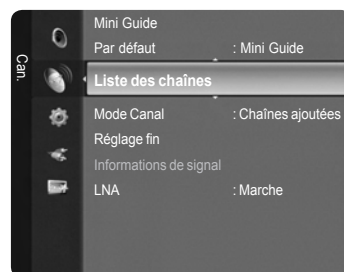 Can.
Mini Guide
Par défaut : Mini Guide
Liste des chaînes
Mode Canal : Chaînes ajoutées
Réglage fin
Informations de signal
LNA : Marche